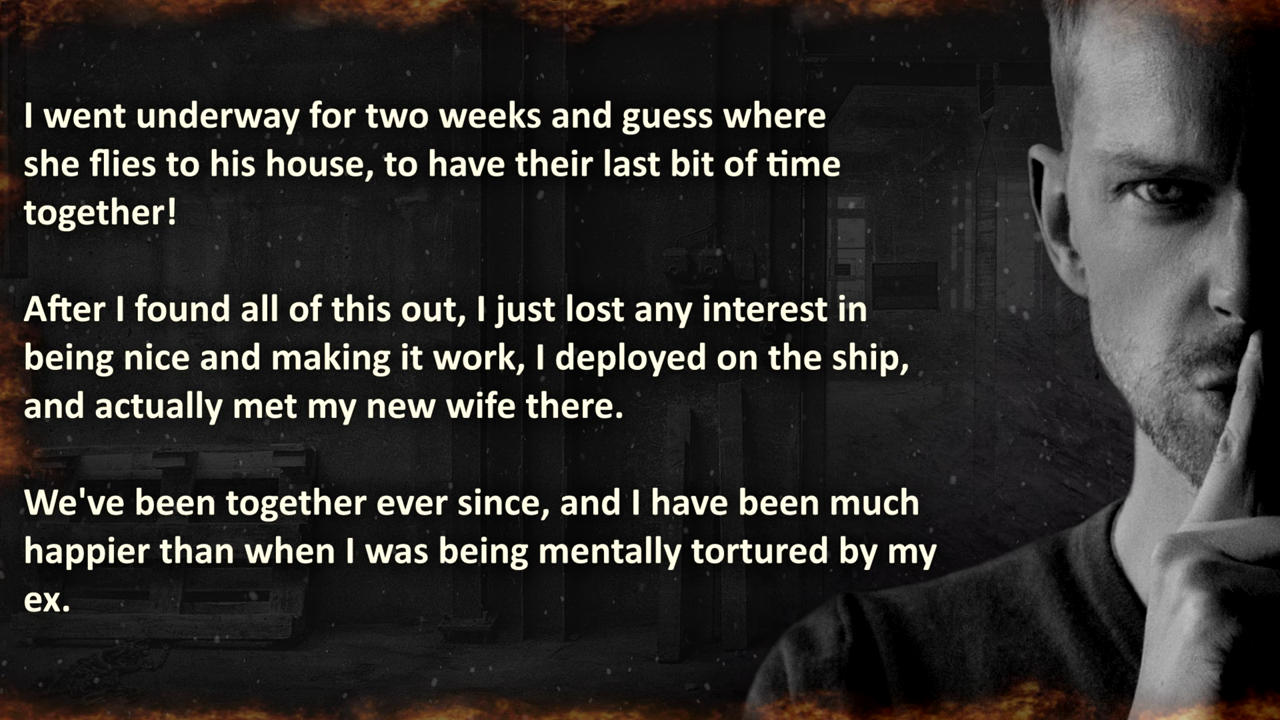 I went underway for two weeks and guess where
she flies to his house, to have their last bit of time
together!
After I found all of this out, I just lost any interest in
being nice and making it work, I deployed on the ship,
and actually met my new wife there.
We've been together ever since, and I have been much
happier than when I was being mentally tortured by my
ex.